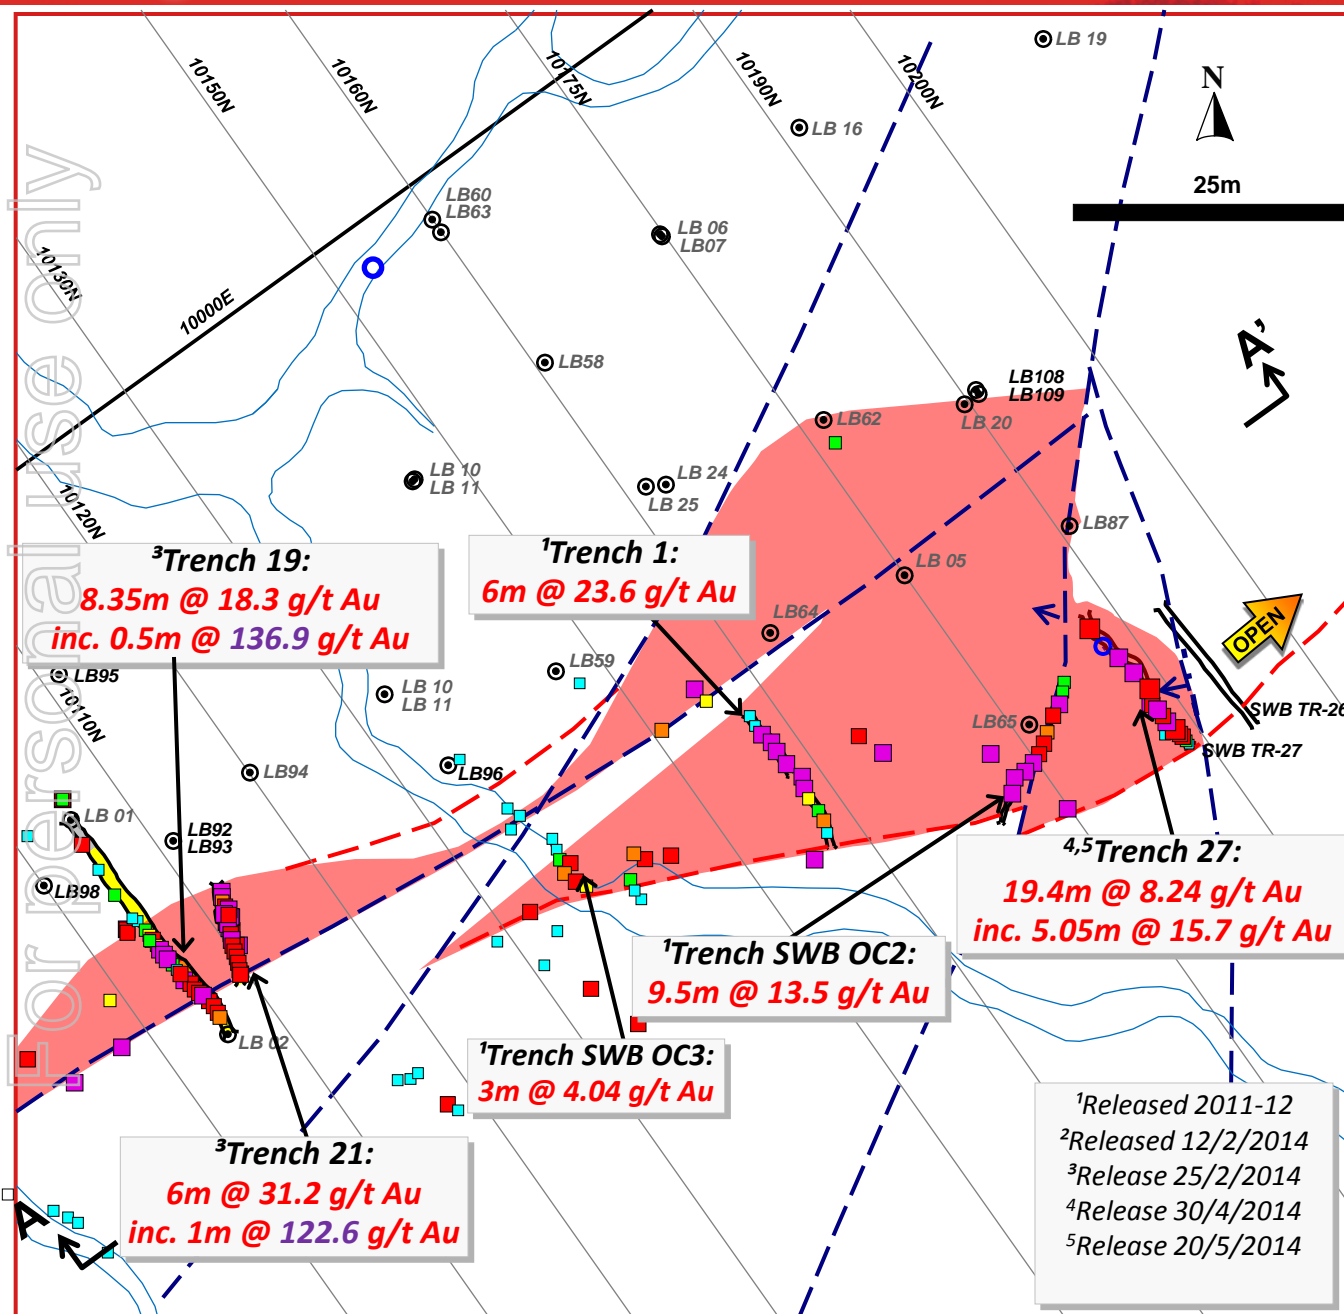 For personal use only
10150N
10160N
10175N
10190N
10200N
LB 19
N
LB 16
25m
LB60
LB63
LB 06
LB07
10130N
10000E
A'
LB58
LB108
LB109
LB 20
LB62
LB 10
LB 11
LB 24
LB 25
10120N
LB87
³Trench 19:
8.35m @ 18.3 g/t Au
inc. 0.5m @ 136.9 g/t Au
¹Trench 1:
6m @ 23.6 g/t Au
LB 05
LB64
OPEN
LB59
LB95
LB 10
LB 11
10110N
LB65
SWB TR-26
SWB TR-27
LB94
LB96
LB 01
LB92
LB93
LB98
⁴,⁵Trench 27:
19.4m @ 8.24 g/t Au
inc. 5.05m @ 15.7 g/t Au
¹Trench SWB OC2:
9.5m @ 13.5 g/t Au
LB 02
¹Trench SWB OC3:
3m @ 4.04 g/t Au
³Trench 21:
6m @ 31.2 g/t Au
inc. 1m @ 122.6 g/t Au
A
¹Released 2011-12
²Released 12/2/2014
³Release 25/2/2014
⁴Release 30/4/2014
⁵Release 20/5/2014